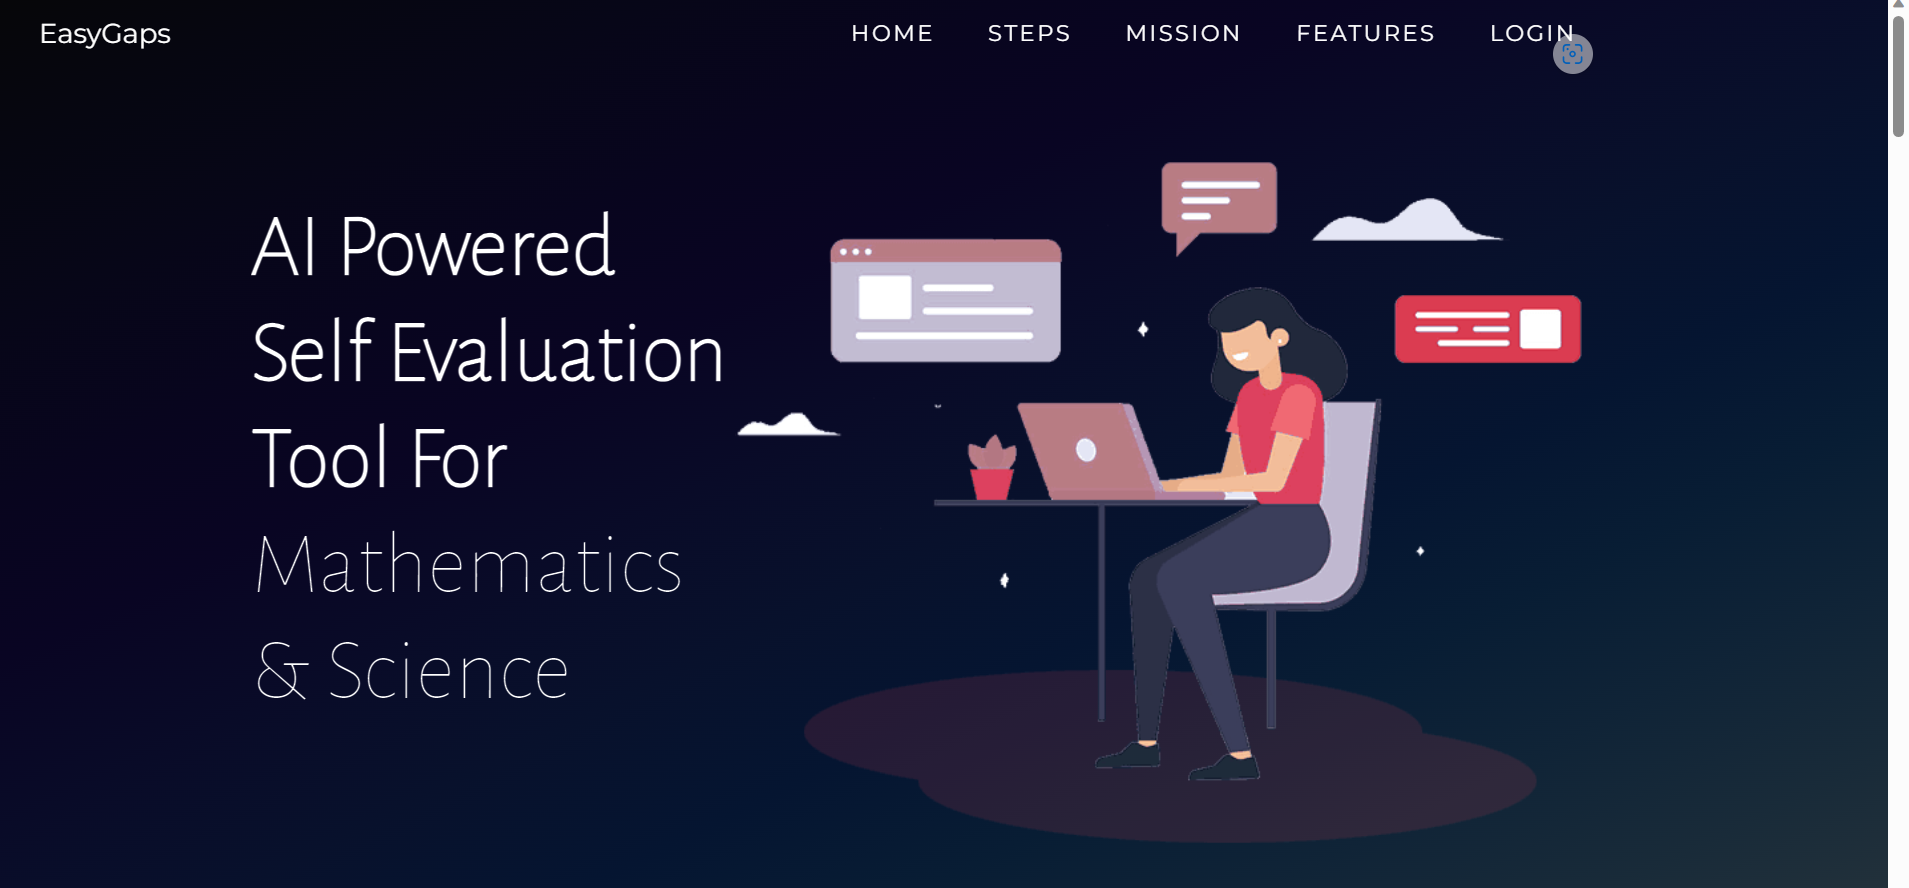 EasyGaps
HOME STEPS MISSION FEATURES LOGIN
AI Powered
Self Evaluation
Tool For
Mathematics
& Science